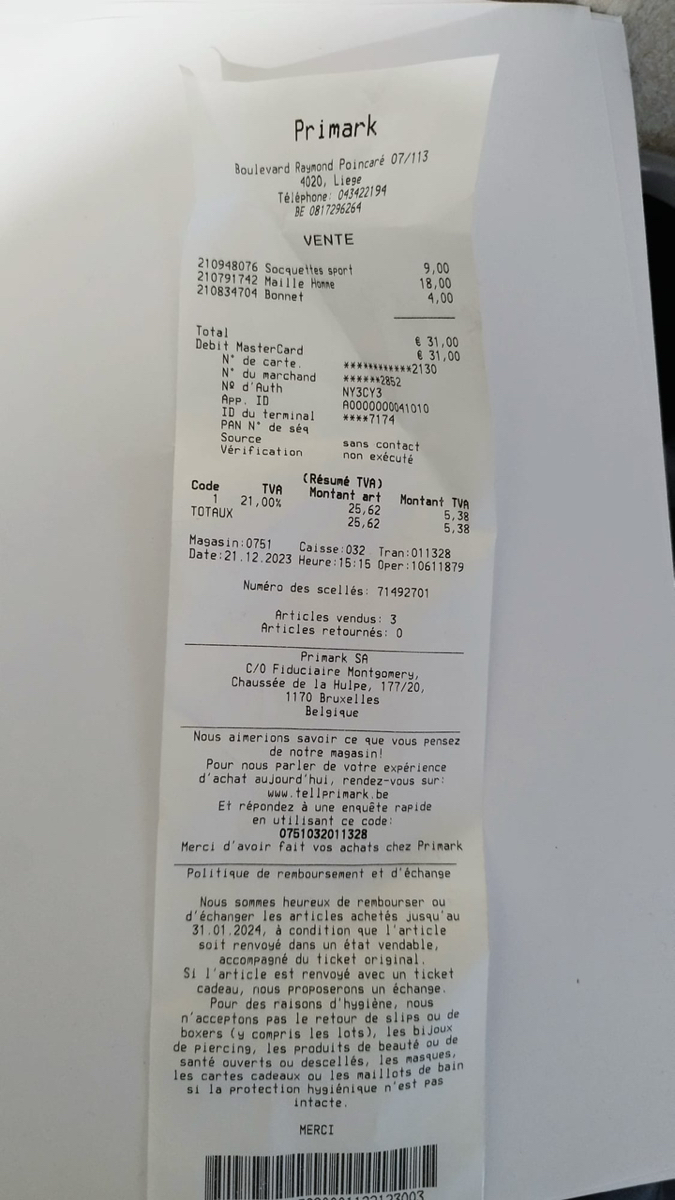 Primark
Boulevard Raymond Poincaré 07/113
4020, Liege
Téléphone: 043422194
BE 0817296264
VENTE
210948076 Socquettes sport 9,00
210791742 Maille Homme 18,00
210834704 Bonnet 4,00
Total € 31,00
Debit MasterCard € 31,00
N° de carte. ************2130
N° du marchand ******2852
Nº d'Auth NY3CY3
App. ID A0000000041010
ID du terminal ****7174
PAN N° de séq
Source sans contact
Vérification non exécuté
(Résumé TVA)
Code TVA Montant art Montant TVA
1 21,00% 25,62 5,38
TOTAUX 25,62 5,38
Magasin:0751 Caisse:032 Tran:011328
Date:21.12.2023 Heure:15:15 Oper:10611879
Numéro des scellés: 71492701
Articles vendus: 3
Articles retournés: 0
Primark SA
C/O Fiduciaire Montgomery,
Chaussée de la Hulpe, 177/20,
1170 Bruxelles
Belgique
Nous aimerions savoir ce que vous pensez
de notre magasin!
Pour nous parler de votre expérience
d'achat aujourd'hui, rendez-vous sur:
www.tellprimark.be
Et répondez à une enquête rapide
en utilisant ce code:
0751032011328
Merci d'avoir fait vos achats chez Primark
Politique de remboursement et d'échange
Nous sommes heureux de rembourser ou
d'échanger les articles achetés jusqu'au
31.01.2024, à condition que l'article
soit renvoyé dans un état vendable,
accompagné du ticket original.
Si l'article est renvoyé avec un ticket
cadeau, nous proposerons un échange.
Pour des raisons d'hygiène, nous
n'acceptons pas le retour de slips ou de
boxers (y compris les lots), les bijoux
de piercing, les produits de beauté ou de
santé ouverts ou descellés, les masques,
les cartes cadeaux ou les maillots de bain
si la protection hygiénique n'est pas
intacte.
MERCI